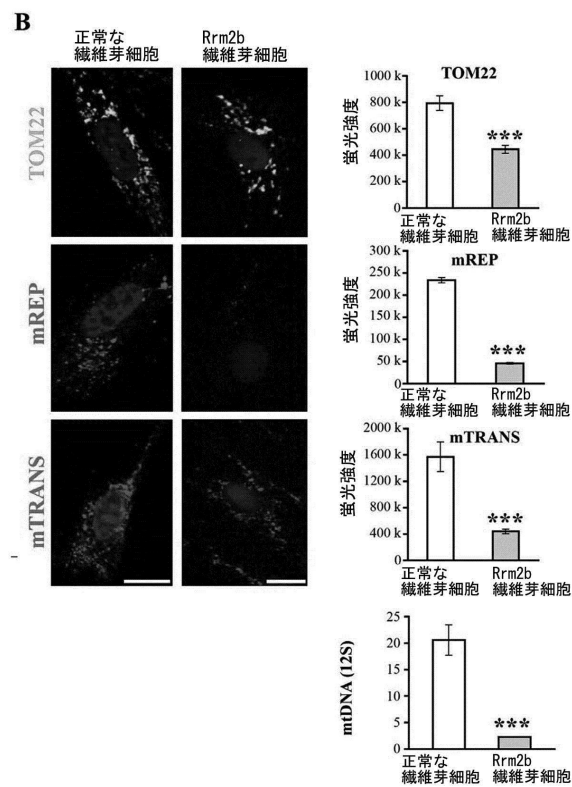 B
正常な
繊維芽細胞
Rrm2b
繊維芽細胞
TOM22
mREP
mTRANS
TOM22
蛍光強度
1000 k
800 k
600 k
400 k
200 k
0
***
正常な
繊維芽細胞
Rrm2b
繊維芽細胞
mREP
蛍光強度
300 k
250 k
200 k
150 k
100 k
50 k
0
***
正常な
繊維芽細胞
Rrm2b
繊維芽細胞
mTRANS
蛍光強度
2000 k
1600 k
1200 k
800 k
400 k
0
***
正常な
繊維芽細胞
Rrm2b
繊維芽細胞
mtDNA (12S)
25
20
15
10
5
0
***
正常な
繊維芽細胞
Rrm2b
繊維芽細胞